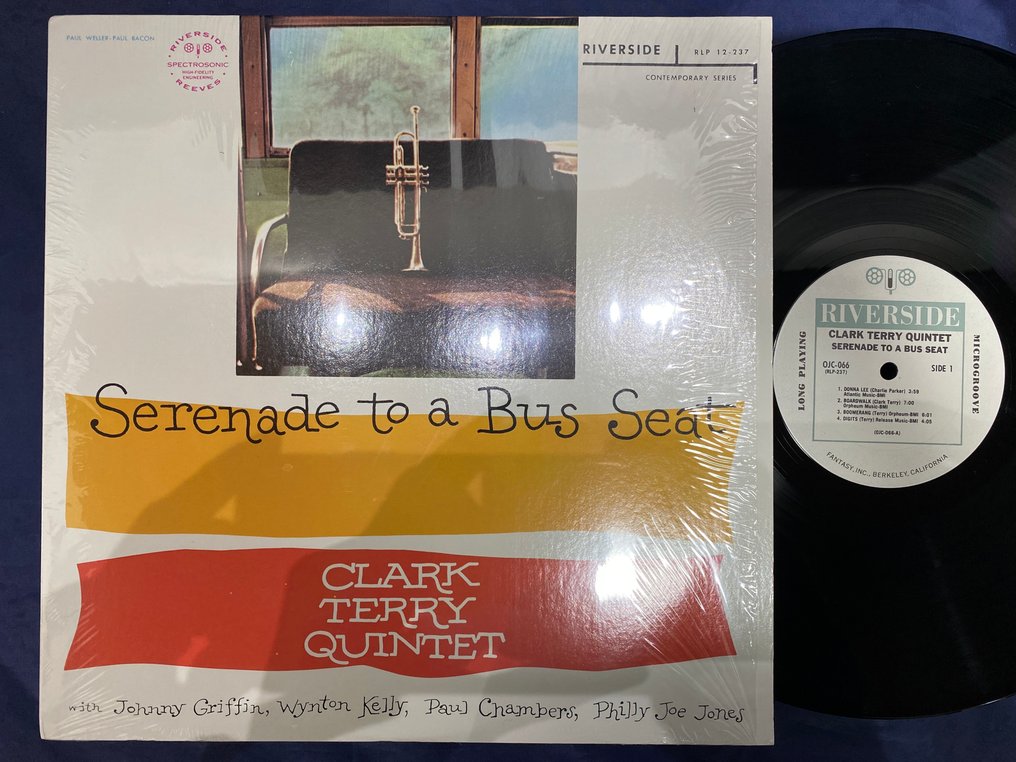 PAUL WELLER-PAUL BACON
RIVERSIDE
SPECTROSONIC
HIGH-FIDELITY
ENGINEERING
REEVES
RIVERSIDE
RLP 12-237
CONTEMPORARY SERIES
1
Serenade to a Bus Seat
CLARK
TERRY
QUINTET
with Johnny Griffin, Wynton Kelly, Paul Chambers, Philly Joe Jones
RIVERSIDE
CLARK TERRY QUINTET
SERENADE TO A BUS SEAT
OJC-066
(RLP-237)
SIDE 1
LONG PLAYING
MICROGROOVE
1. DONNA LEE (Charlie Parker) 3:59
Atlantic Music-BMI
2. BOARDWALK (Clark Terry) 7:00
Orpheum Music-BMI
3. BOOMERANG (Terry) Orpheum-BMI 6:01
4. DIGITS (Terry) Release Music-BMI 4:05
(OJC-066-A)
FANTASY, INC., BERKELEY, CALIFORNIA